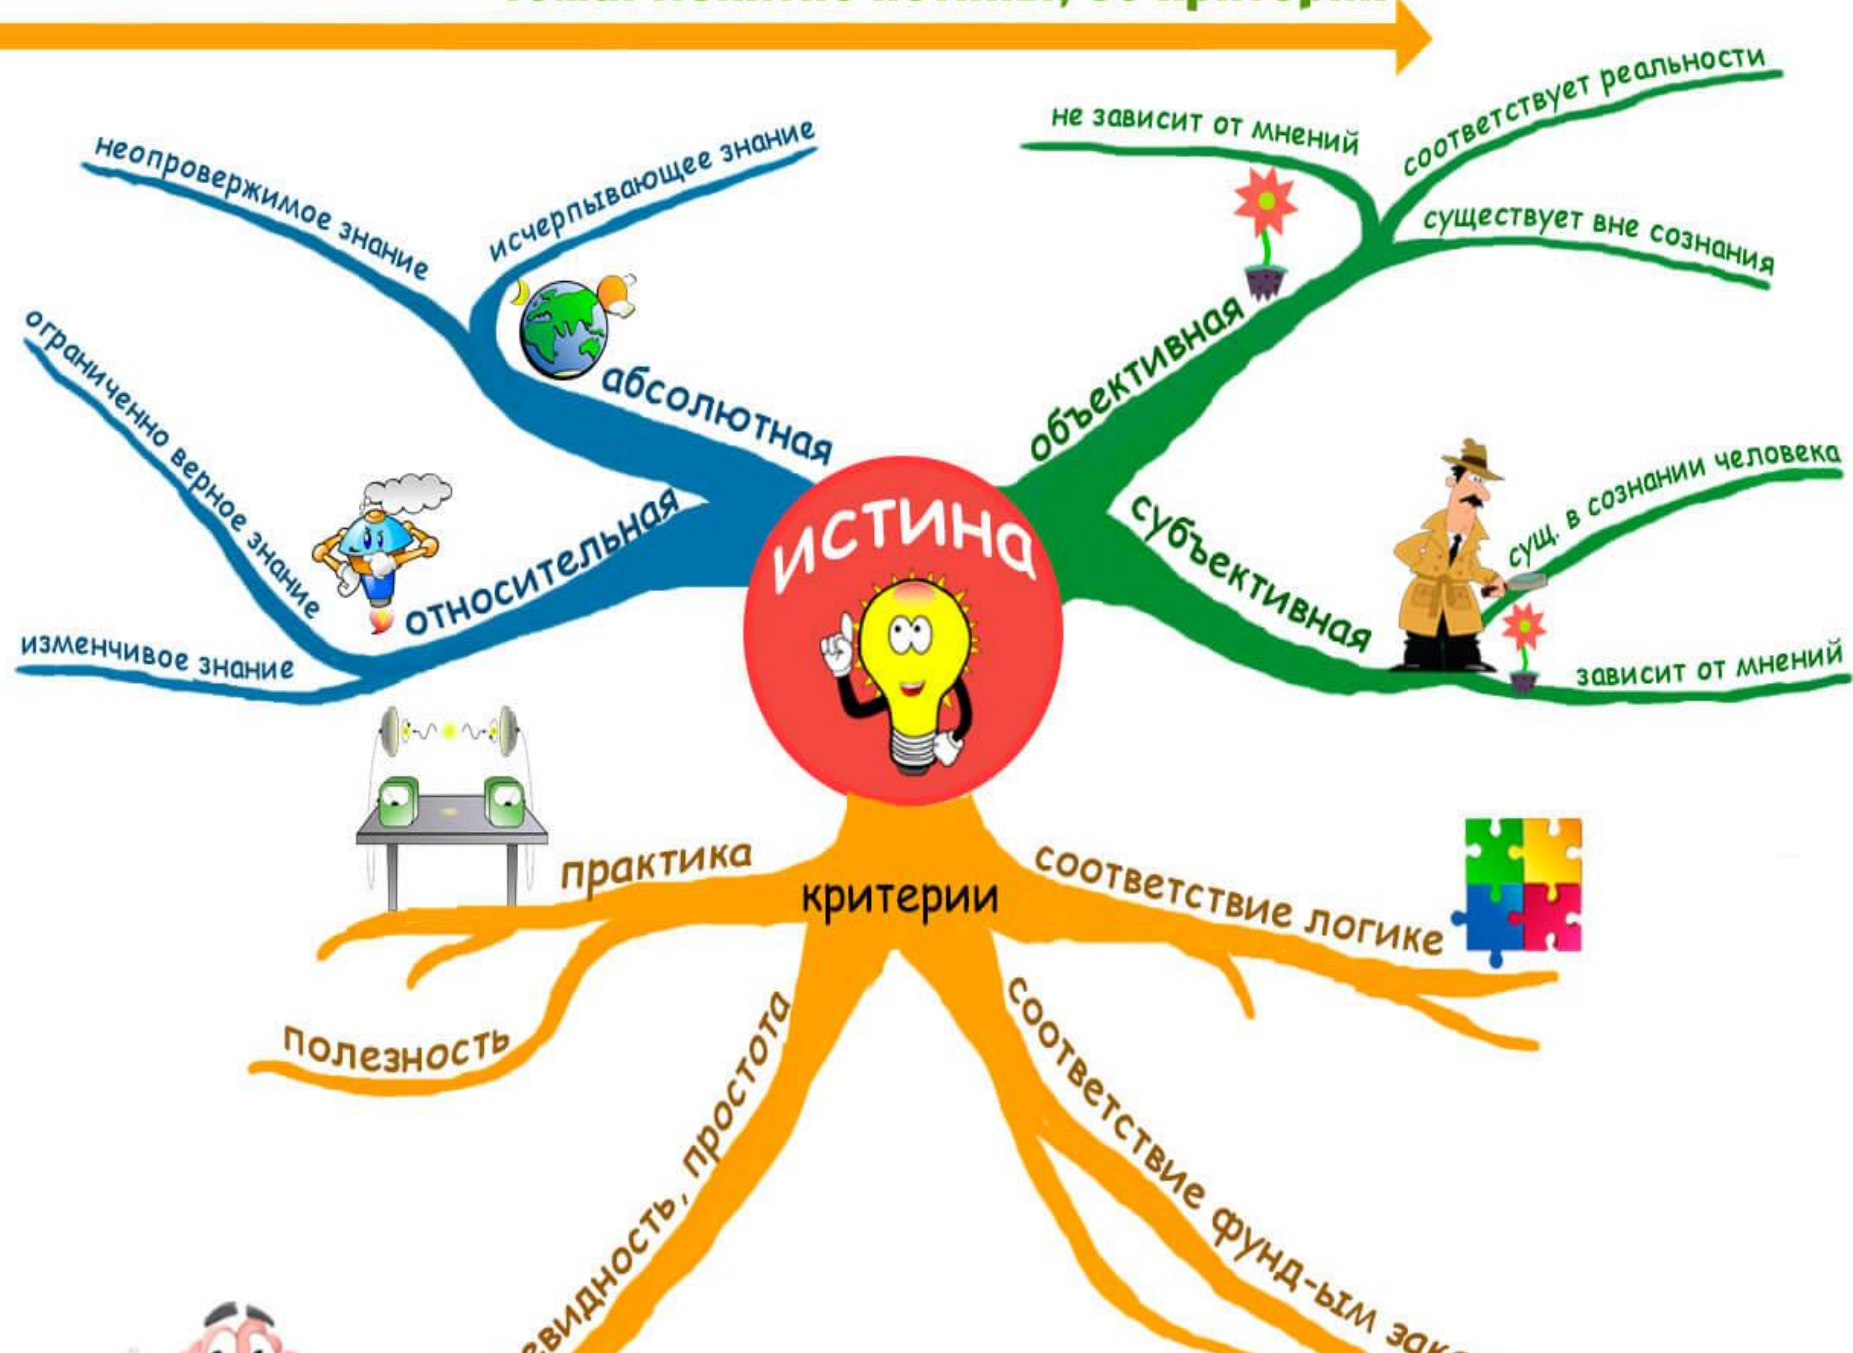 неопровержимое знание
исчерпывающее знание
абсолютная
ограниченно верное знание
изменчивое знание
относительная
ИСТИНА
не зависит от мнений
соответствует реальности
существует вне сознания
объективная
субъективная
сущ. в сознании человека
зависит от мнений
критерии
практика
полезность
простота
соответствие логике
соответствие фунд-ым